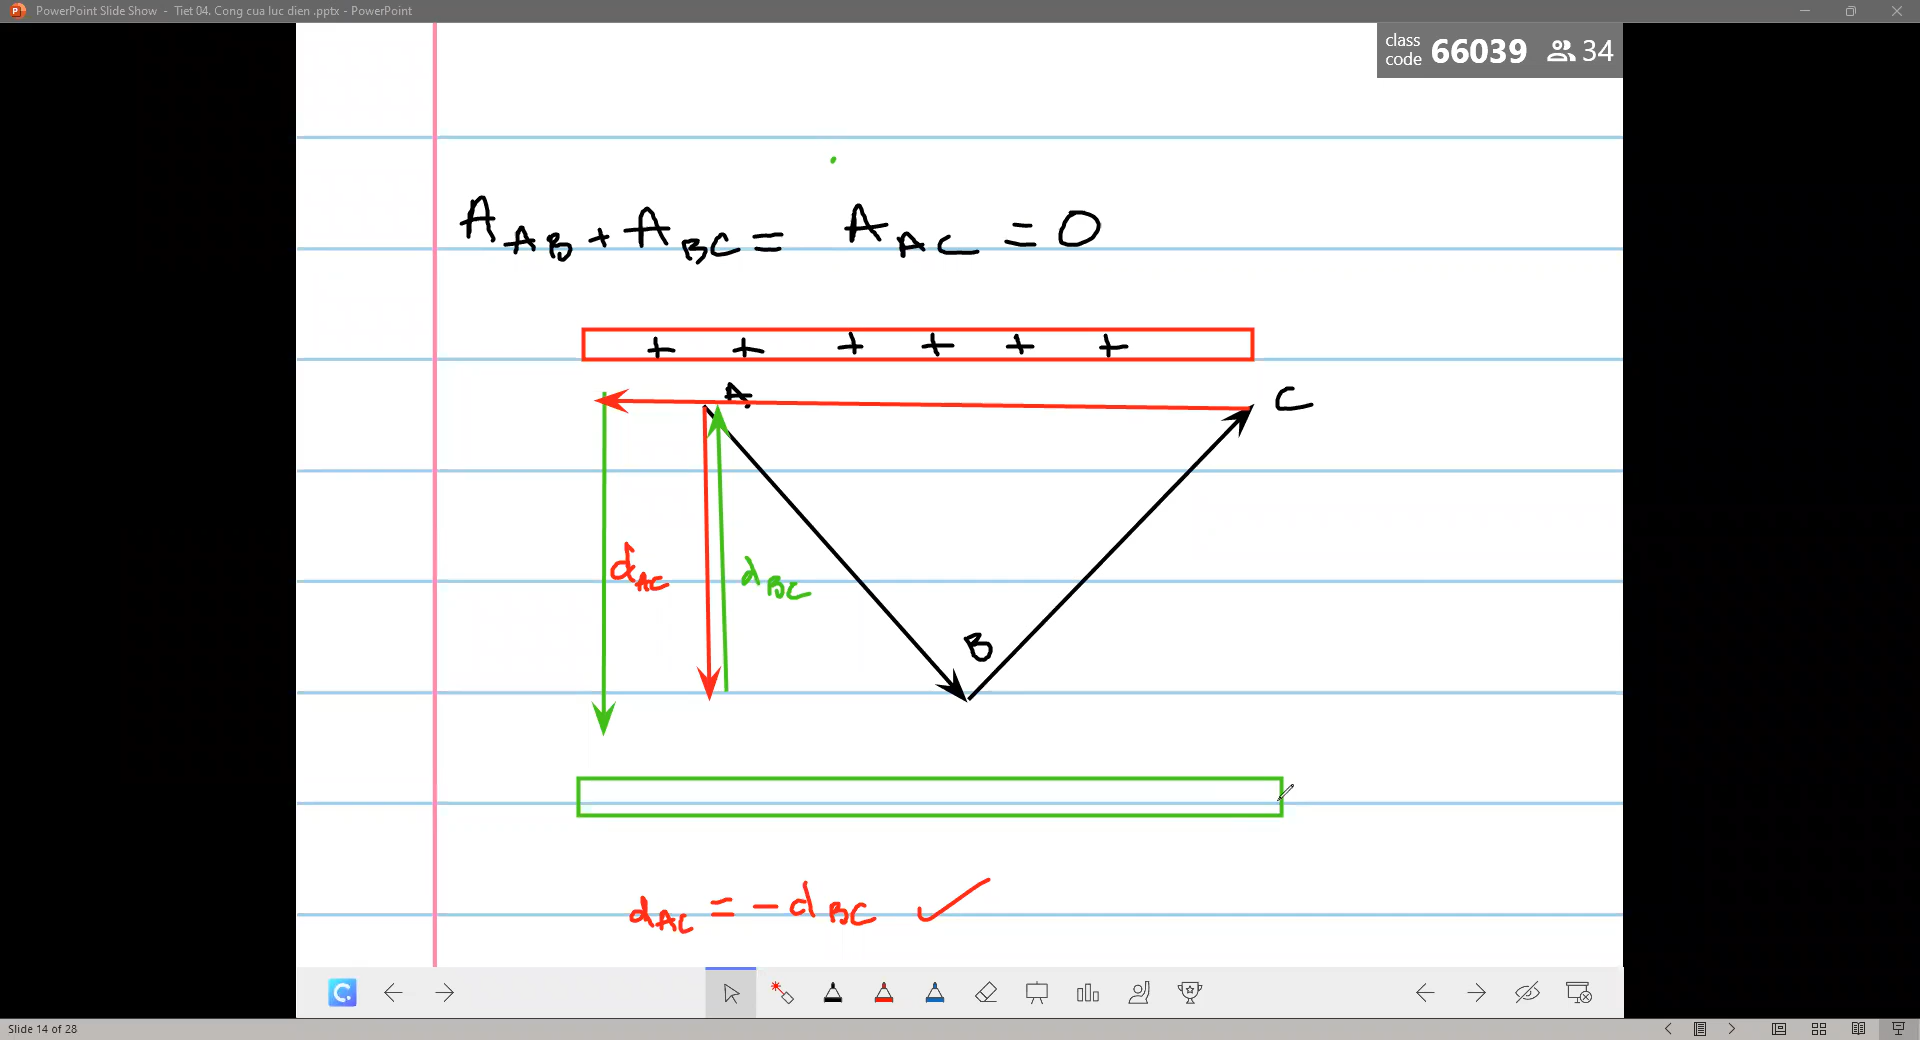 PowerPoint Slide Show - Tiet 04. Cong cua luc dien .pptx - PowerPoint
class code 66039 34
A_AB + A_BC = A_AC = 0
+ + + + + +
A C
d_AC d_BC
B
d_AC = - d_BC ✓
Slide 14 of 28